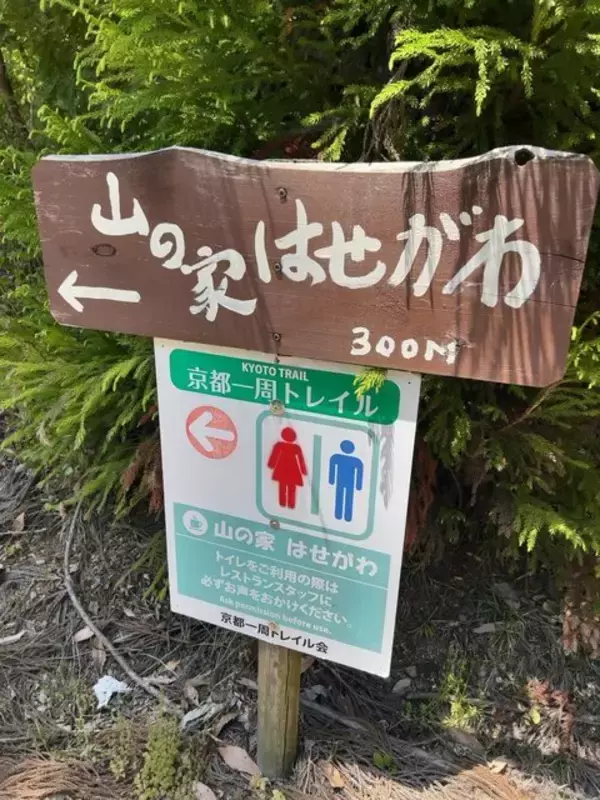 山の家はせがわ
←
300M
KYOTO TRAIL
京都一周トレイル
←
山の家 はせがわ
トイレをご利用の際は
レストランスタッフに
必ずお声をおかけください。
Ask permission before use.
京都一周トレイル会